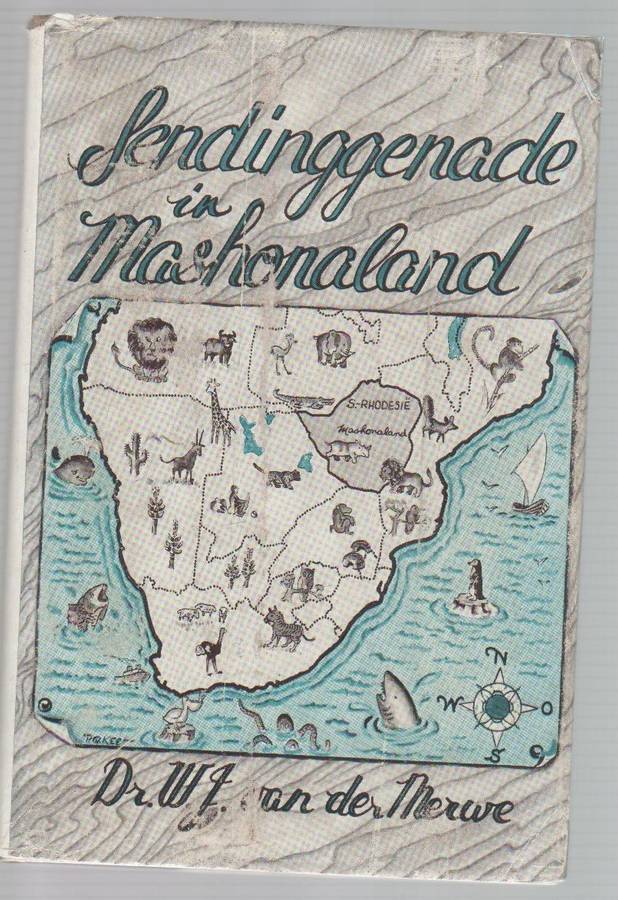 Sendinggenade
in
Mashonaland
S.-RHODESIE
Mashonaland
N
W O
S
Dr. W J. van der Merwe